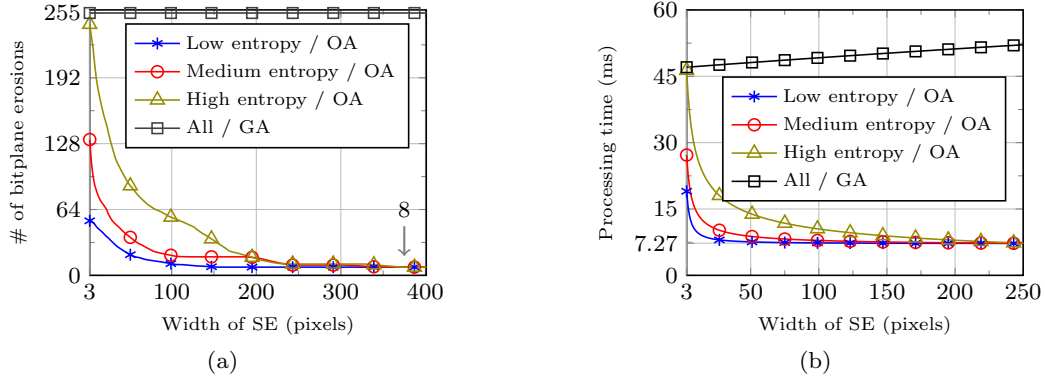 255
192
128
64
0
# of bitplane erosions
Low entropy / OA
Medium entropy / OA
High entropy / OA
All / GA
8
3
100
200
300
400
Width of SE (pixels)
(a)
60
45
30
15
7.27
0
Processing time (ms)
Low entropy / OA
Medium entropy / OA
High entropy / OA
All / GA
3
50
100
150
200
250
Width of SE (pixels)
(b)